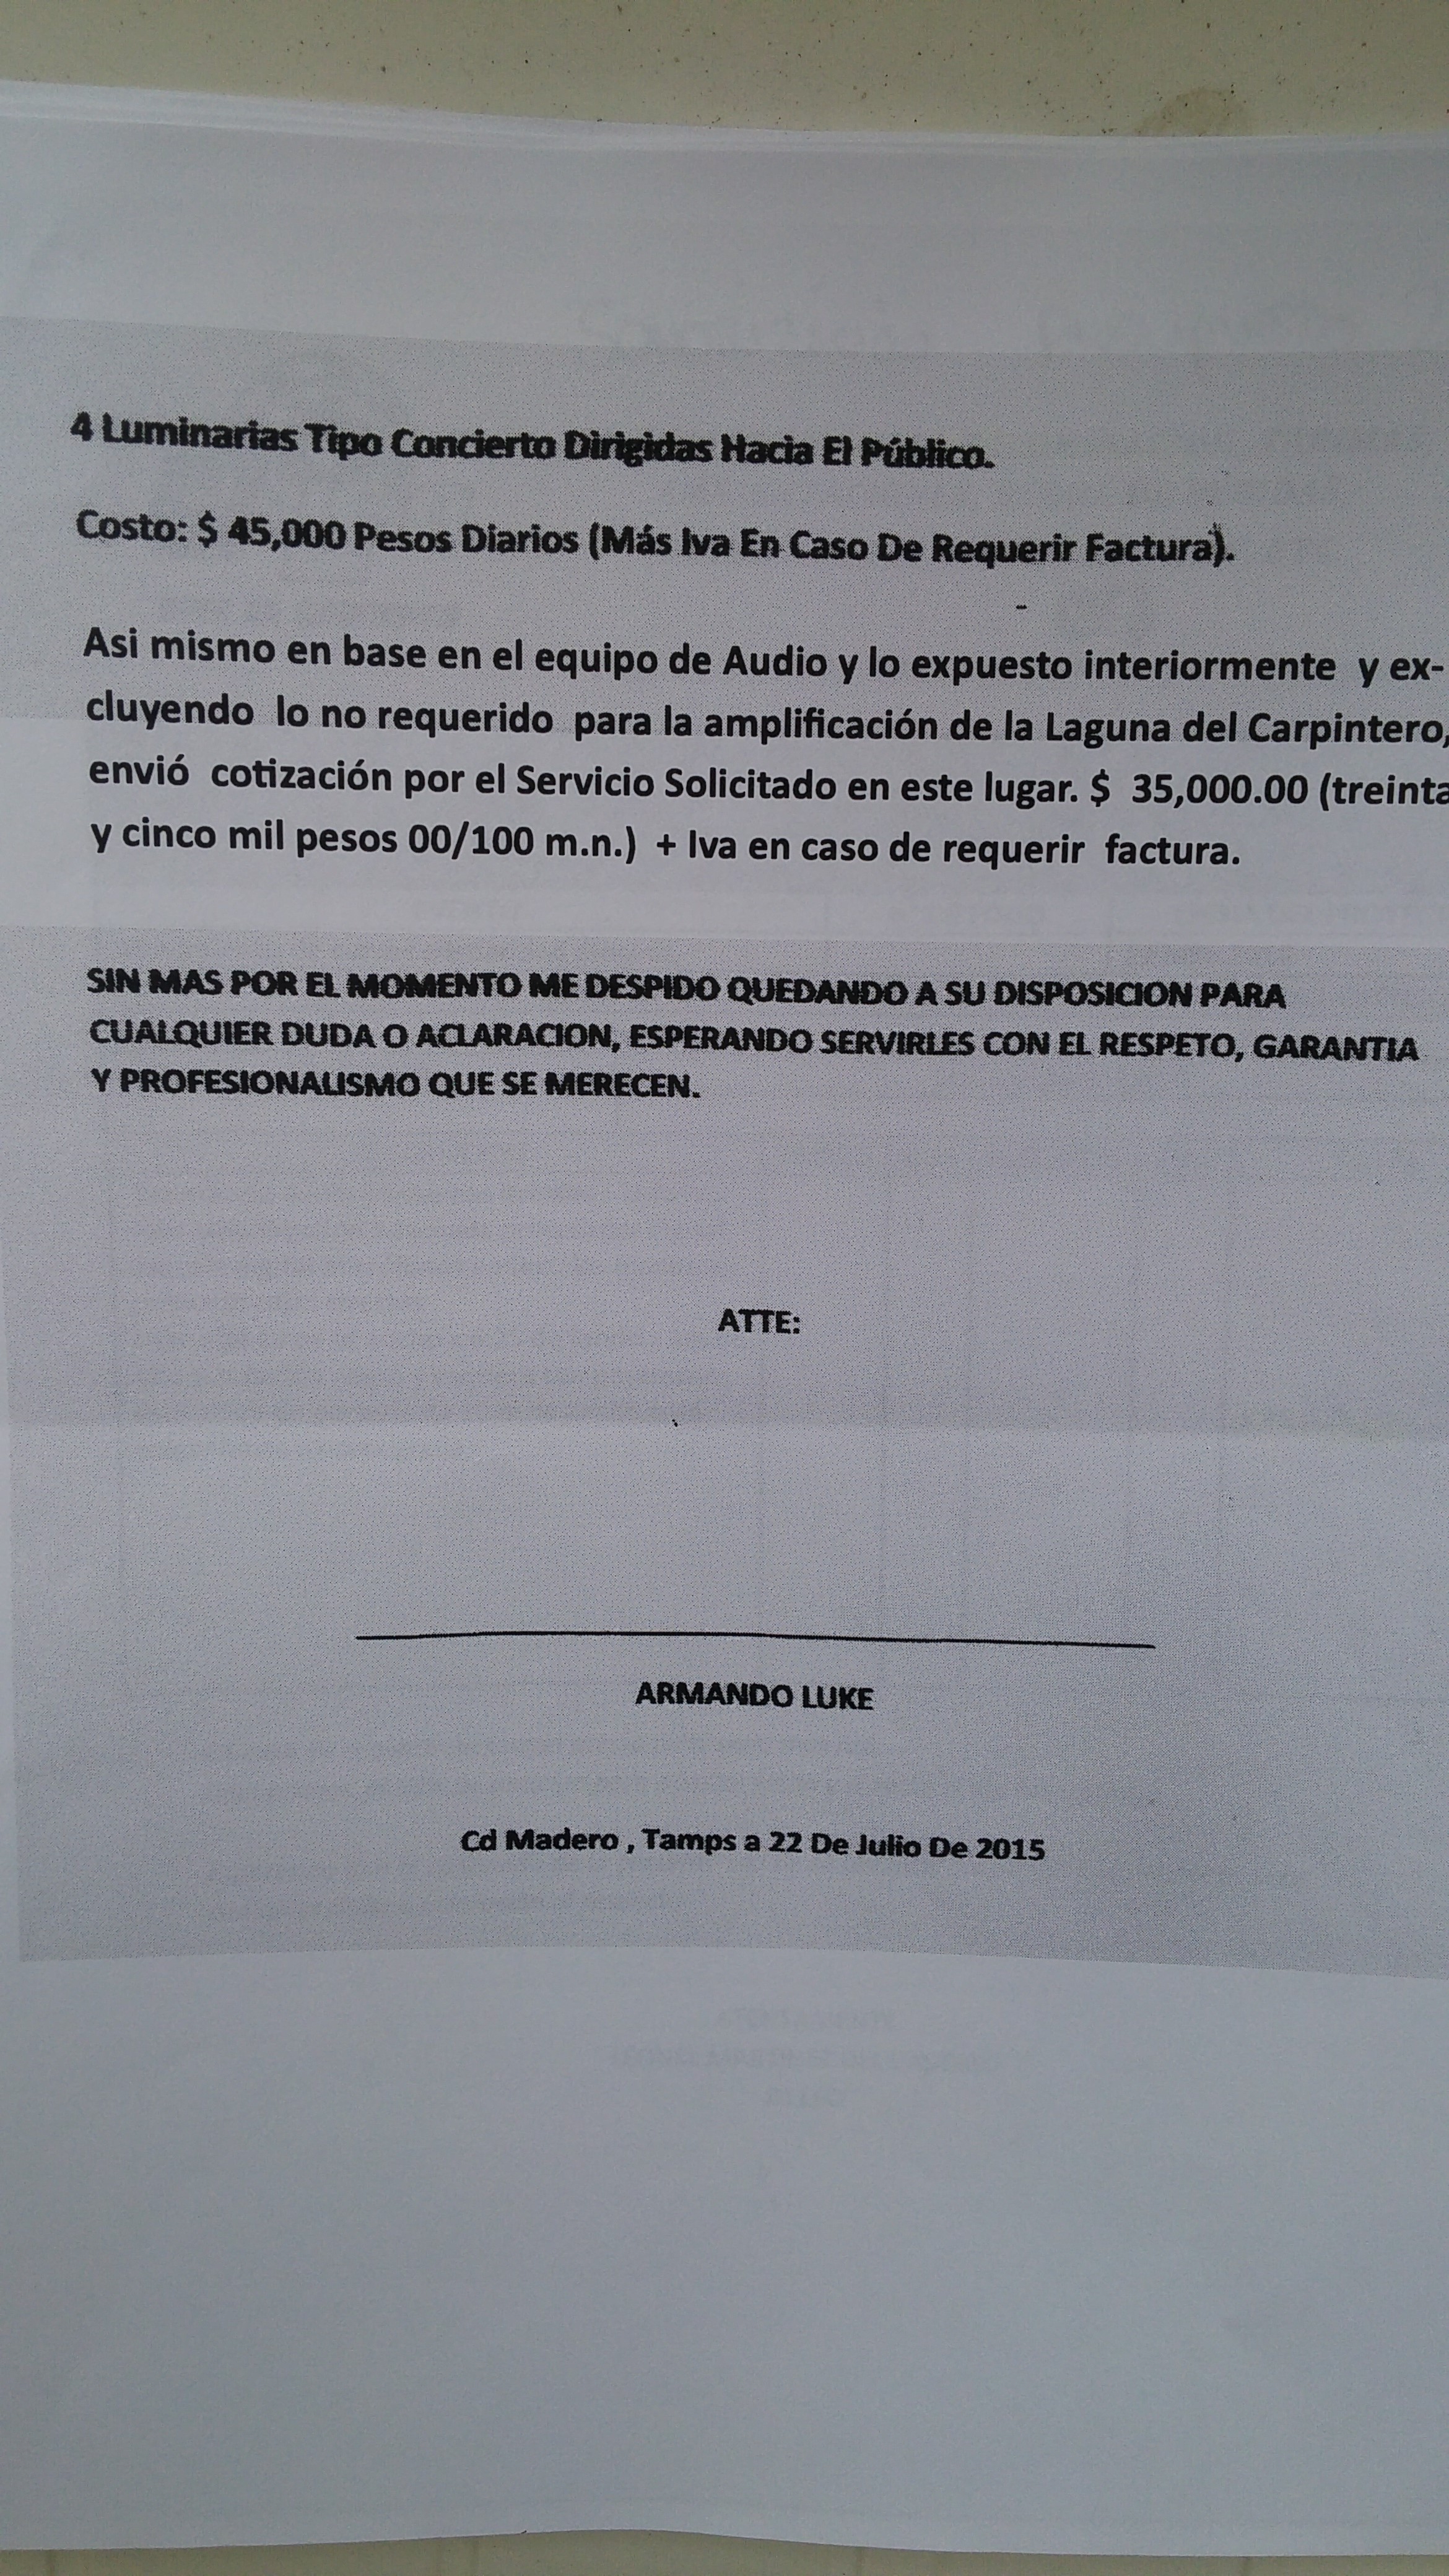 4 Luminarias Tipo Concierto Dirigidas Hacia El Público.
Costo: $ 45,000 Pesos Diarios (Más Iva En Caso De Requerir Factura).
Asi mismo en base en el equipo de Audio y lo expuesto interiormente y ex-
cluyendo lo no requerido para la amplificación de la Laguna del Carpintero,
envió cotización por el Servicio Solicitado en este lugar. $ 35,000.00 (treinta
y cinco mil pesos 00/100 m.n.) + Iva en caso de requerir factura.
SIN MAS POR EL MOMENTO ME DESPIDO QUEDANDO A SU DISPOSICION PARA
CUALQUIER DUDA O ACLARACION, ESPERANDO SERVIRLES CON EL RESPETO, GARANTIA
Y PROFESIONALISMO QUE SE MERECEN.
ATTE:
ARMANDO LUKE
Cd Madero , Tamps a 22 De Julio De 2015